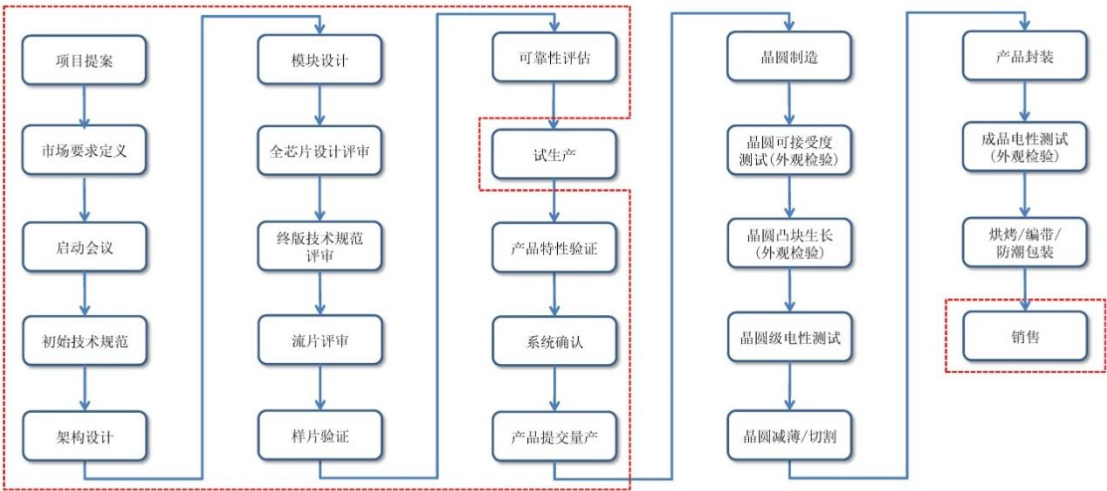 项目提案
市场要求定义
启动会议
初始技术规范
架构设计
模块设计
全芯片设计评审
终版技术规范
评审
流片评审
样片验证
可靠性评估
试生产
产品特性验证
系统确认
产品提交量产
晶圆制造
晶圆可接受度
测试(外观检验)
晶圆凸块生长
(外观检验)
晶圆级电性测试
晶圆减薄/切割
产品封装
成品电性测试
(外观检验)
烘烤/编带/
防潮包装
销售